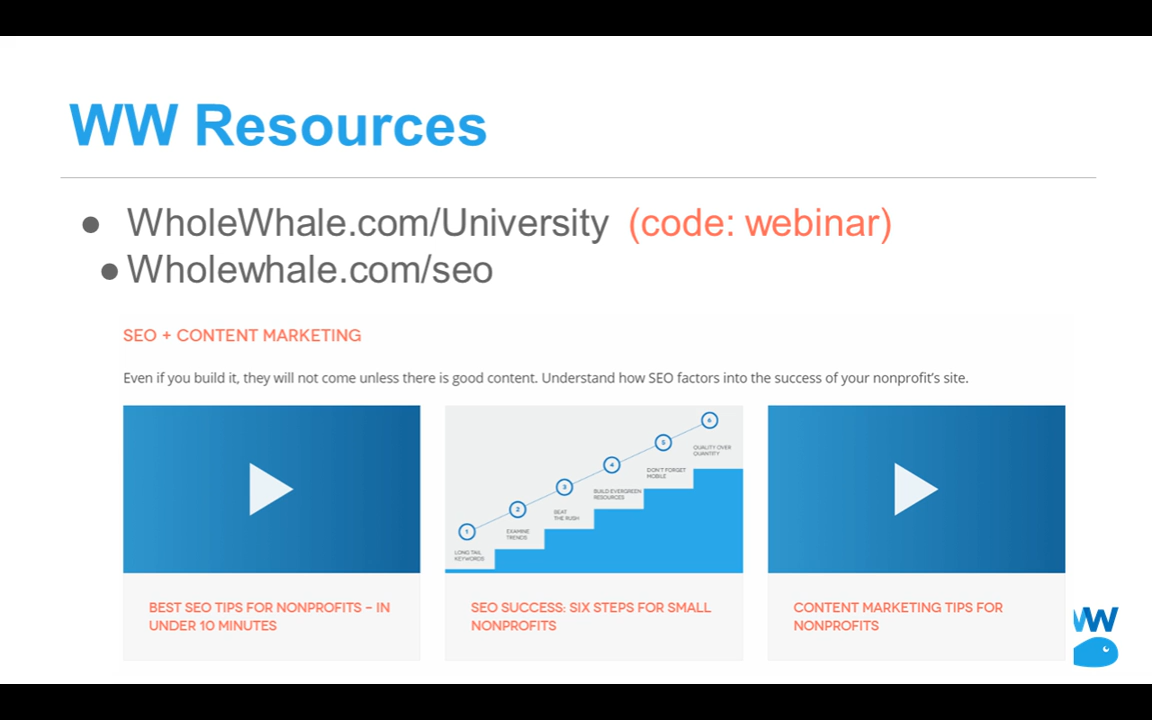 WW Resources
● WholeWhale.com/University (code: webinar)
● Wholewhale.com/seo
SEO + CONTENT MARKETING
Even if you build it, they will not come unless there is good content. Understand how SEO factors into the success of your nonprofit's site.
6
QUALITY OVER
QUANTITY
5
DON'T FORGET
MOBILE
4
BUILD EVERGREEN
RESOURCES
3
BEAT
THE RUSH
2
EXAMINE
TRENDS
1
LONG TAIL
KEYWORDS
BEST SEO TIPS FOR NONPROFITS – IN
UNDER 10 MINUTES
SEO SUCCESS: SIX STEPS FOR SMALL
NONPROFITS
CONTENT MARKETING TIPS FOR
NONPROFITS
WW